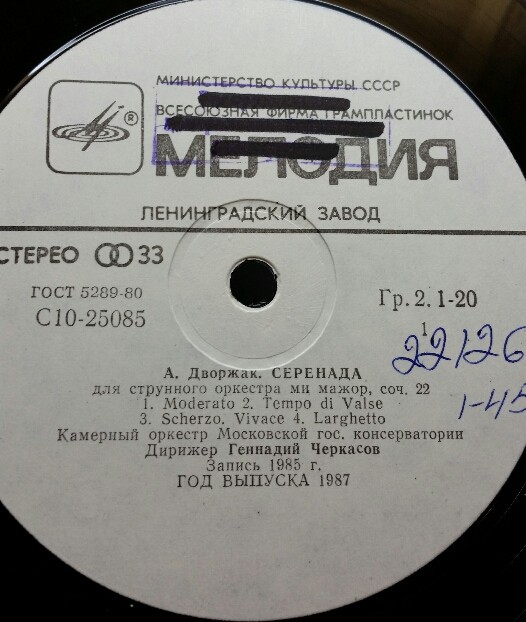 МИНИСТЕРСТВО КУЛЬТУРЫ СССР
ВСЕСОЮЗНАЯ ФИРМА ГРАМПЛАСТИНОК
®
МЕЛОДИЯ
ЛЕНИНГРАДСКИЙ ЗАВОД
СТЕРЕО 33
ГОСТ 5289-80
Гр. 2. 1-20
С10-25085
1
22126
1-45
А. Дворжак. СЕРЕНАДА
для струнного оркестра ми мажор, соч. 22
1. Moderato 2. Tempo di Valse
3. Scherzo. Vivace 4. Larghetto
Камерный оркестр Московской гос. консерватории
Дирижер Геннадий Черкасов
Запись 1985 г.
ГОД ВЫПУСКА 1987